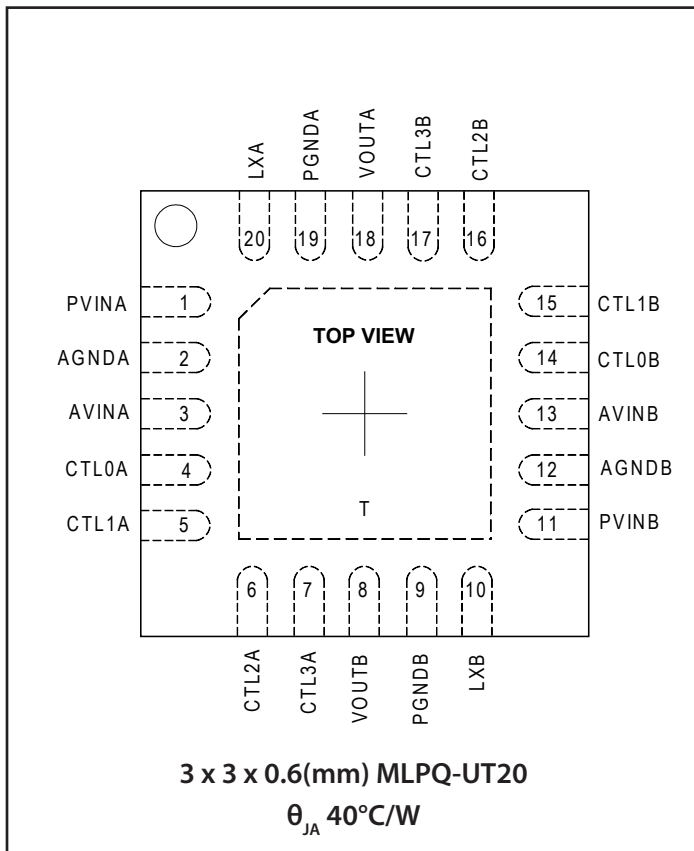 LXA
PGNDA
VOUTA
CTL3B
CTL2B
20
19
18
17
16
PVINA 1
AGNDA 2
AVINA 3
CTL0A 4
CTL1A 5
TOP VIEW
T
15 CTL1B
14 CTL0B
13 AVINB
12 AGNDB
11 PVINB
6
7
8
9
10
CTL2A
CTL3A
VOUTB
PGNDB
LXB
3 x 3 x 0.6(mm) MLPQ-UT20
θJA 40°C/W